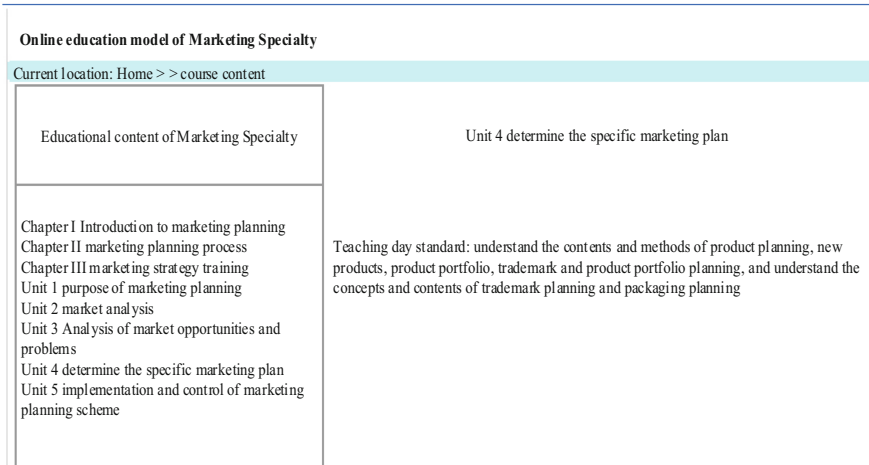 Online education model of Marketing Specialty
Current location: Home > > course content
Educational content of Marketing Specialty
Unit 4 determine the specific marketing plan
Chapter I Introduction to marketing planning
Chapter II marketing planning process
Chapter III marketing strategy training
Unit 1 purpose of marketing planning
Unit 2 market analysis
Unit 3 Analysis of market opportunities and
problems
Unit 4 determine the specific marketing plan
Unit 5 implementation and control of marketing
planning scheme
Teaching day standard: understand the contents and methods of product planning, new
products, product portfolio, trademark and product portfolio planning, and understand the
concepts and contents of trademark planning and packaging planning